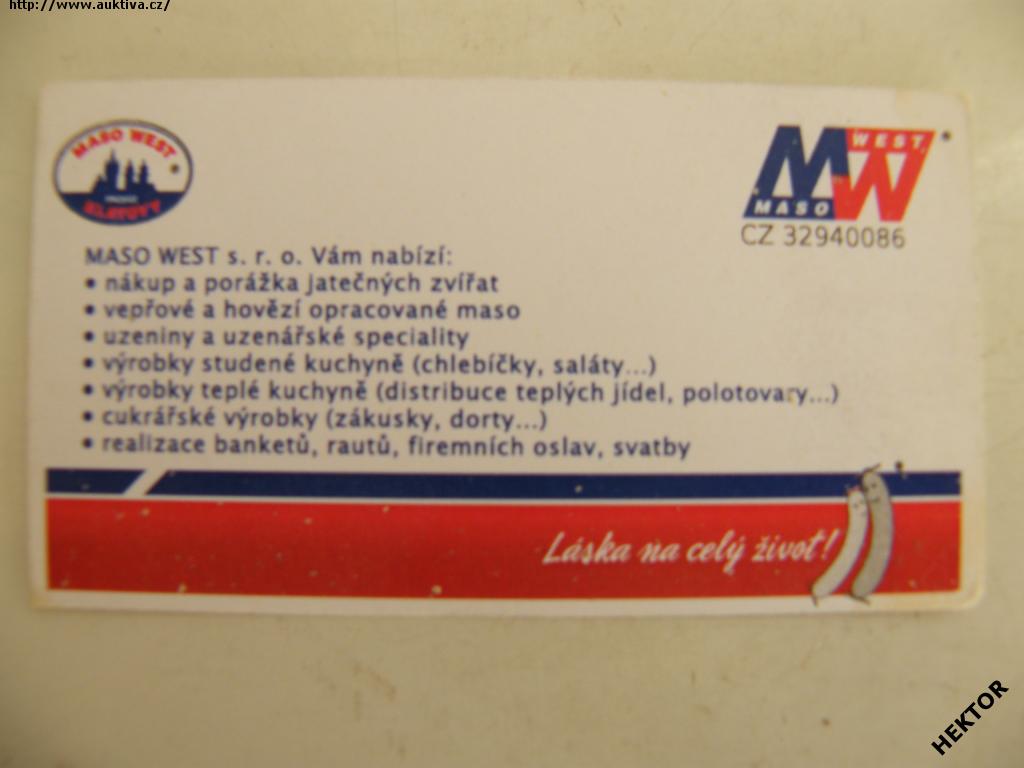 http://www.auktiva.cz/
MASO WEST
KLATOVY
WEST
MASO
CZ 32940086
MASO WEST s. r. o. Vám nabízí:
• nákup a porážka jatečných zvířat
• vepřové a hovězí opracované maso
• uzeniny a uzenářské speciality
• výrobky studené kuchyně (chlebíčky, saláty...)
• výrobky teplé kuchyně (distribuce teplých jídel, polotovary...)
• cukrářské výrobky (zákusky, dorty...)
• realizace banketů, rautů, firemních oslav, svatby
Láska na celý život!
HEKTOR